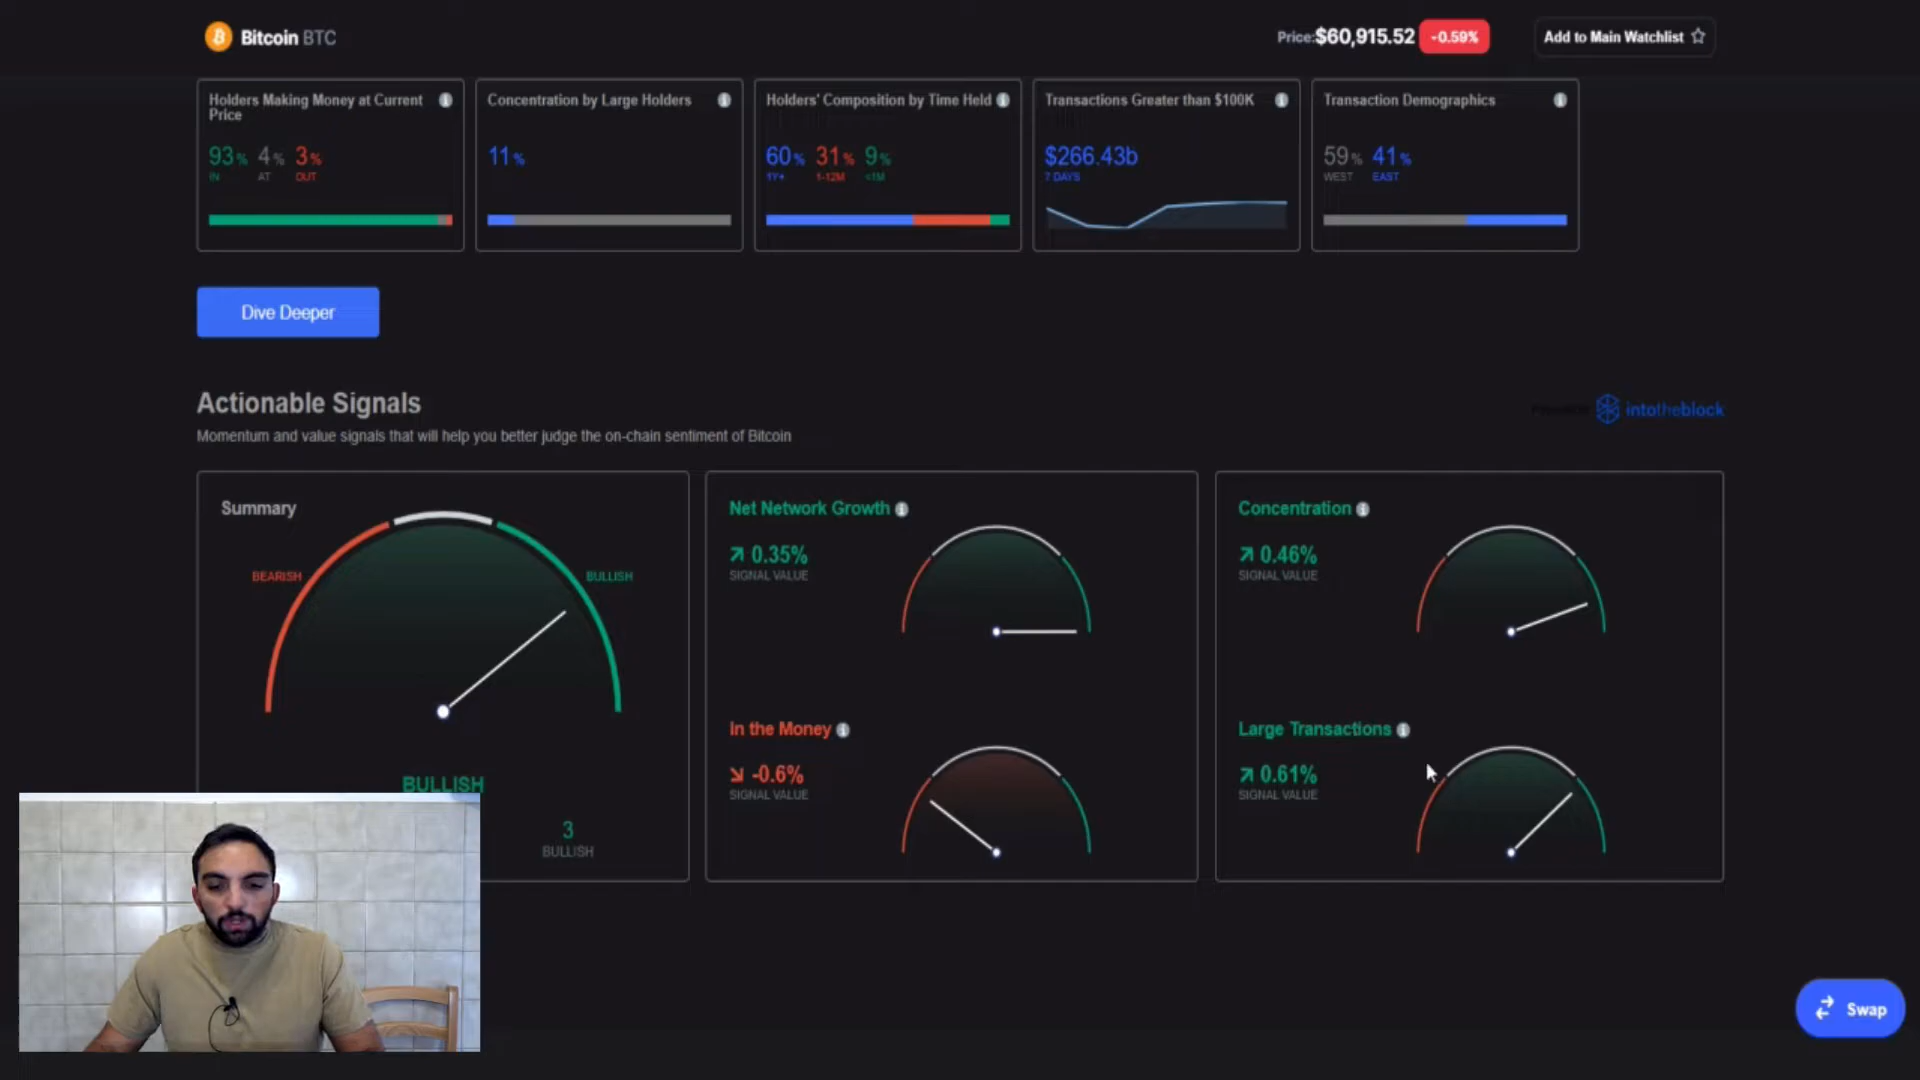 Bitcoin BTC
Price:$60,915.52 -0.59%
Add to Main Watchlist
Holders Making Money at Current
Price
93% 4% 3%
IN AT OUT
Concentration by Large Holders
11%
Holders' Composition by Time Held
60% 31% 9%
1Y+ 1-12M <1M
Transactions Greater than $100K
$266.43b
7 DAYS
Transaction Demographics
59% 41%
WEST EAST
Dive Deeper
Actionable Signals
Momentum and value signals that will help you better judge the on-chain sentiment of Bitcoin
intotheblock
Summary
BEARISH
BULLISH
BULLISH
3
BULLISH
Net Network Growth
0.35%
SIGNAL VALUE
Concentration
0.46%
SIGNAL VALUE
In the Money
-0.6%
SIGNAL VALUE
Large Transactions
0.61%
SIGNAL VALUE
Swap